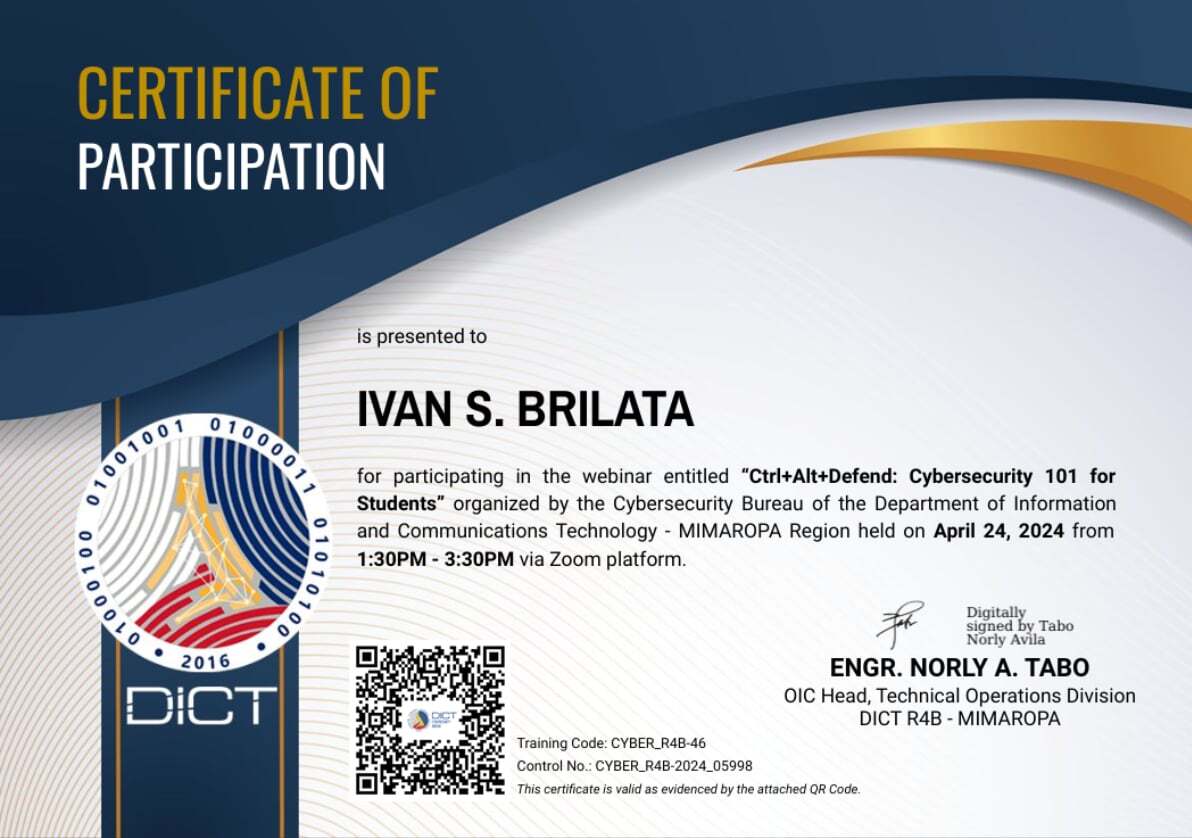 CERTIFICATE OF
PARTICIPATION
is presented to
IVAN S. BRILATA
for participating in the webinar entitled “Ctrl+Alt+Defend: Cybersecurity 101 for
Students” organized by the Cybersecurity Bureau of the Department of Information
and Communications Technology - MIMAROPA Region held on April 24, 2024 from
1:30PM - 3:30PM via Zoom platform.
01000100 01001001 01000011 01010100
2016
DICT
Digitally
signed by Tabo
Norly Avila
ENGR. NORLY A. TABO
OIC Head, Technical Operations Division
DICT R4B - MIMAROPA
DICT
Training Code: CYBER_R4B-46
Control No.: CYBER_R4B-2024_05998
This certificate is valid as evidenced by the attached QR Code.